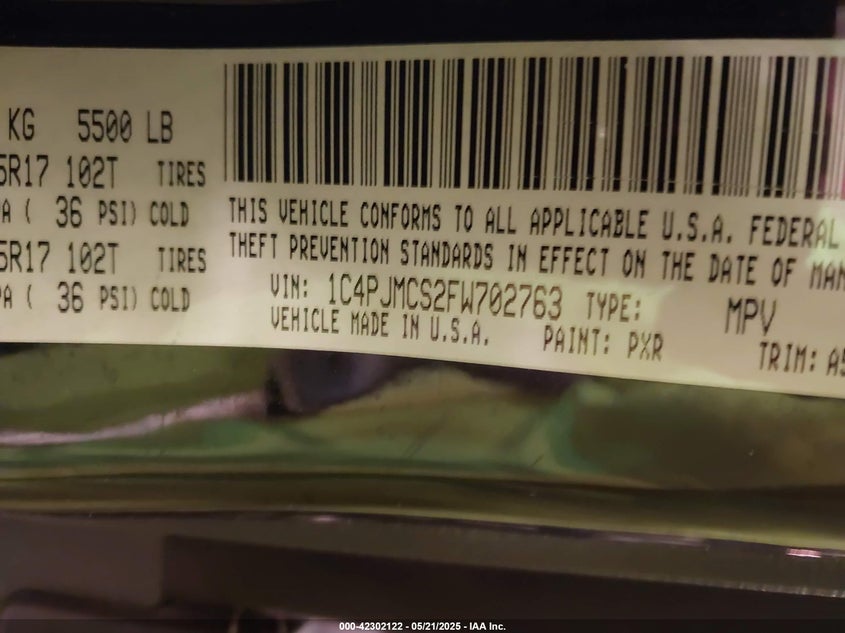 KG 5500 LB
5R17 102T TIRES
A ( 36 PSI) COLD
5R17 102T TIRES
PA ( 36 PSI) COLD
THIS VEHICLE CONFORMS TO ALL APPLICABLE U.S.A. FEDERAL
THEFT PREVENTION STANDARDS IN EFFECT ON THE DATE OF MAN
VIN: 1C4PJMCS2FW702763 TYPE: MPV
VEHICLE MADE IN U.S.A. PAINT: PXR TRIM: A5
000-42302122 - 05/21/2025 - IAA Inc.